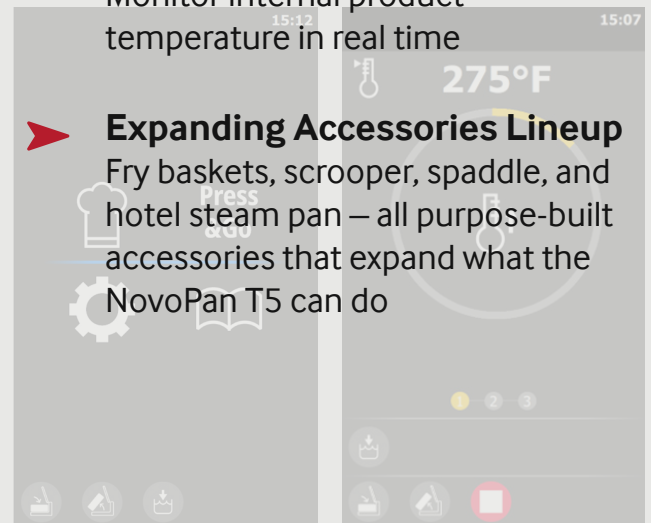 Monitor internal product
15:12
15:07
temperature in real time
275°F
Expanding Accessories Lineup
Fry baskets, scrooper, spaddle, and
Press
hotel steam pan – all purpose-built
&Go
accessories that expand what the
NovoPan T5 can do
1 2 3